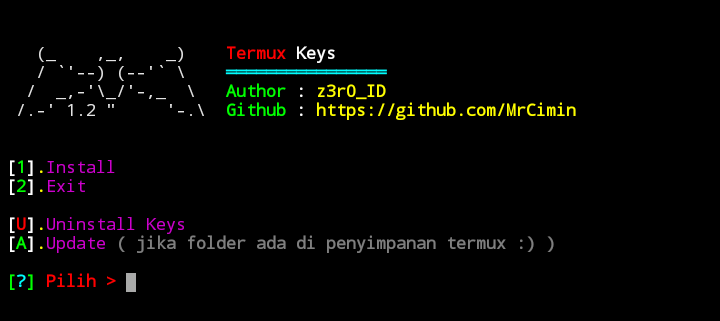 Termux Keys
Author : z3r0_ID
Github : https://github.com/MrCimin
1.2
[1].Install
[2].Exit
[U].Uninstall Keys
[A].Update ( jika folder ada di penyimpanan termux :) )
[?] Pilih >